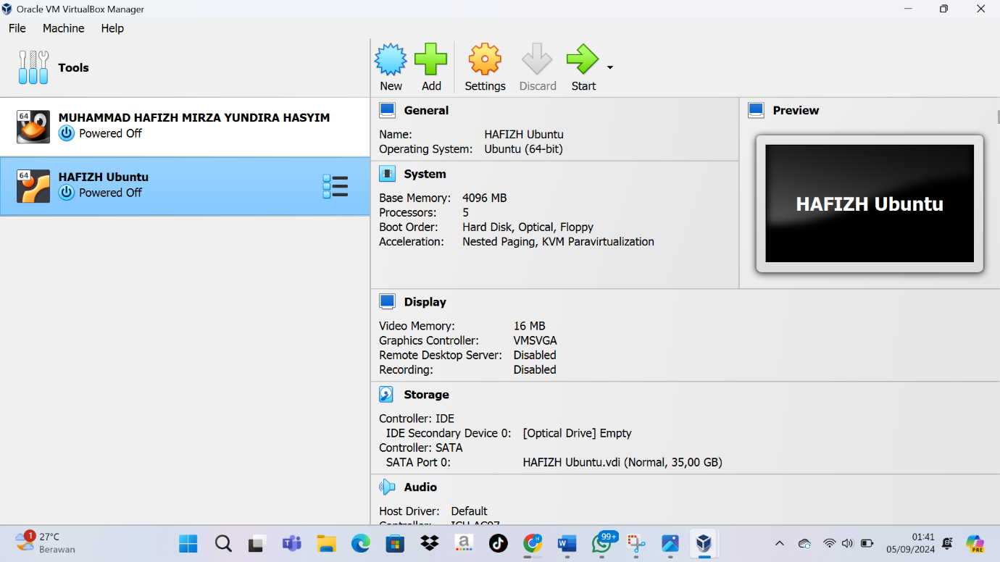 Oracle VM VirtualBox Manager
File Machine Help
Tools
New Add Settings Discard Start
64 MUHAMMAD HAFIZH MIRZA YUNDIRA HASYIM
Powered Off
64 HAFIZH Ubuntu
Powered Off
General
Name: HAFIZH Ubuntu
Operating System: Ubuntu (64-bit)
System
Base Memory: 4096 MB
Processors: 5
Boot Order: Hard Disk, Optical, Floppy
Acceleration: Nested Paging, KVM Paravirtualization
Preview
HAFIZH Ubuntu
Display
Video Memory: 16 MB
Graphics Controller: VMSVGA
Remote Desktop Server: Disabled
Recording: Disabled
Storage
Controller: IDE
IDE Secondary Device 0: [Optical Drive] Empty
Controller: SATA
SATA Port 0: HAFIZH Ubuntu.vdi (Normal, 35,00 GB)
Audio
Host Driver: Default
Controller: ICH AC97
1 27°C
Berawan
a
H
W
99+
PRE
01:41
05/09/2024